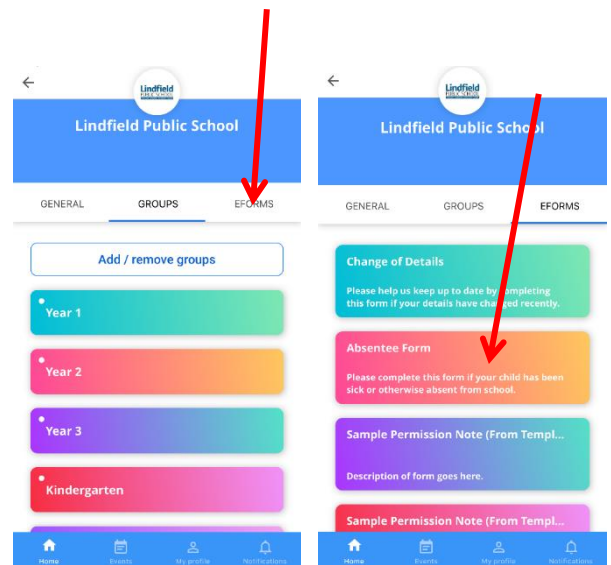 Lindfield
PUBLIC SCHOOL
Lindfield Public School
GENERAL GROUPS EFORMS
Add / remove groups
Year 1
Year 2
Year 3
Kindergarten
Home Events My profile Notifications
Lindfield
PUBLIC SCHOOL
Lindfield Public School
GENERAL GROUPS EFORMS
Change of Details
Please help us keep up to date by completing
this form if your details have changed recently.
Absentee Form
Please complete this form if your child has been
sick or otherwise absent from school.
Sample Permission Note (From Templ...
Description of form goes here.
Sample Permission Note (From Templ...
Home Events My profile Notifications